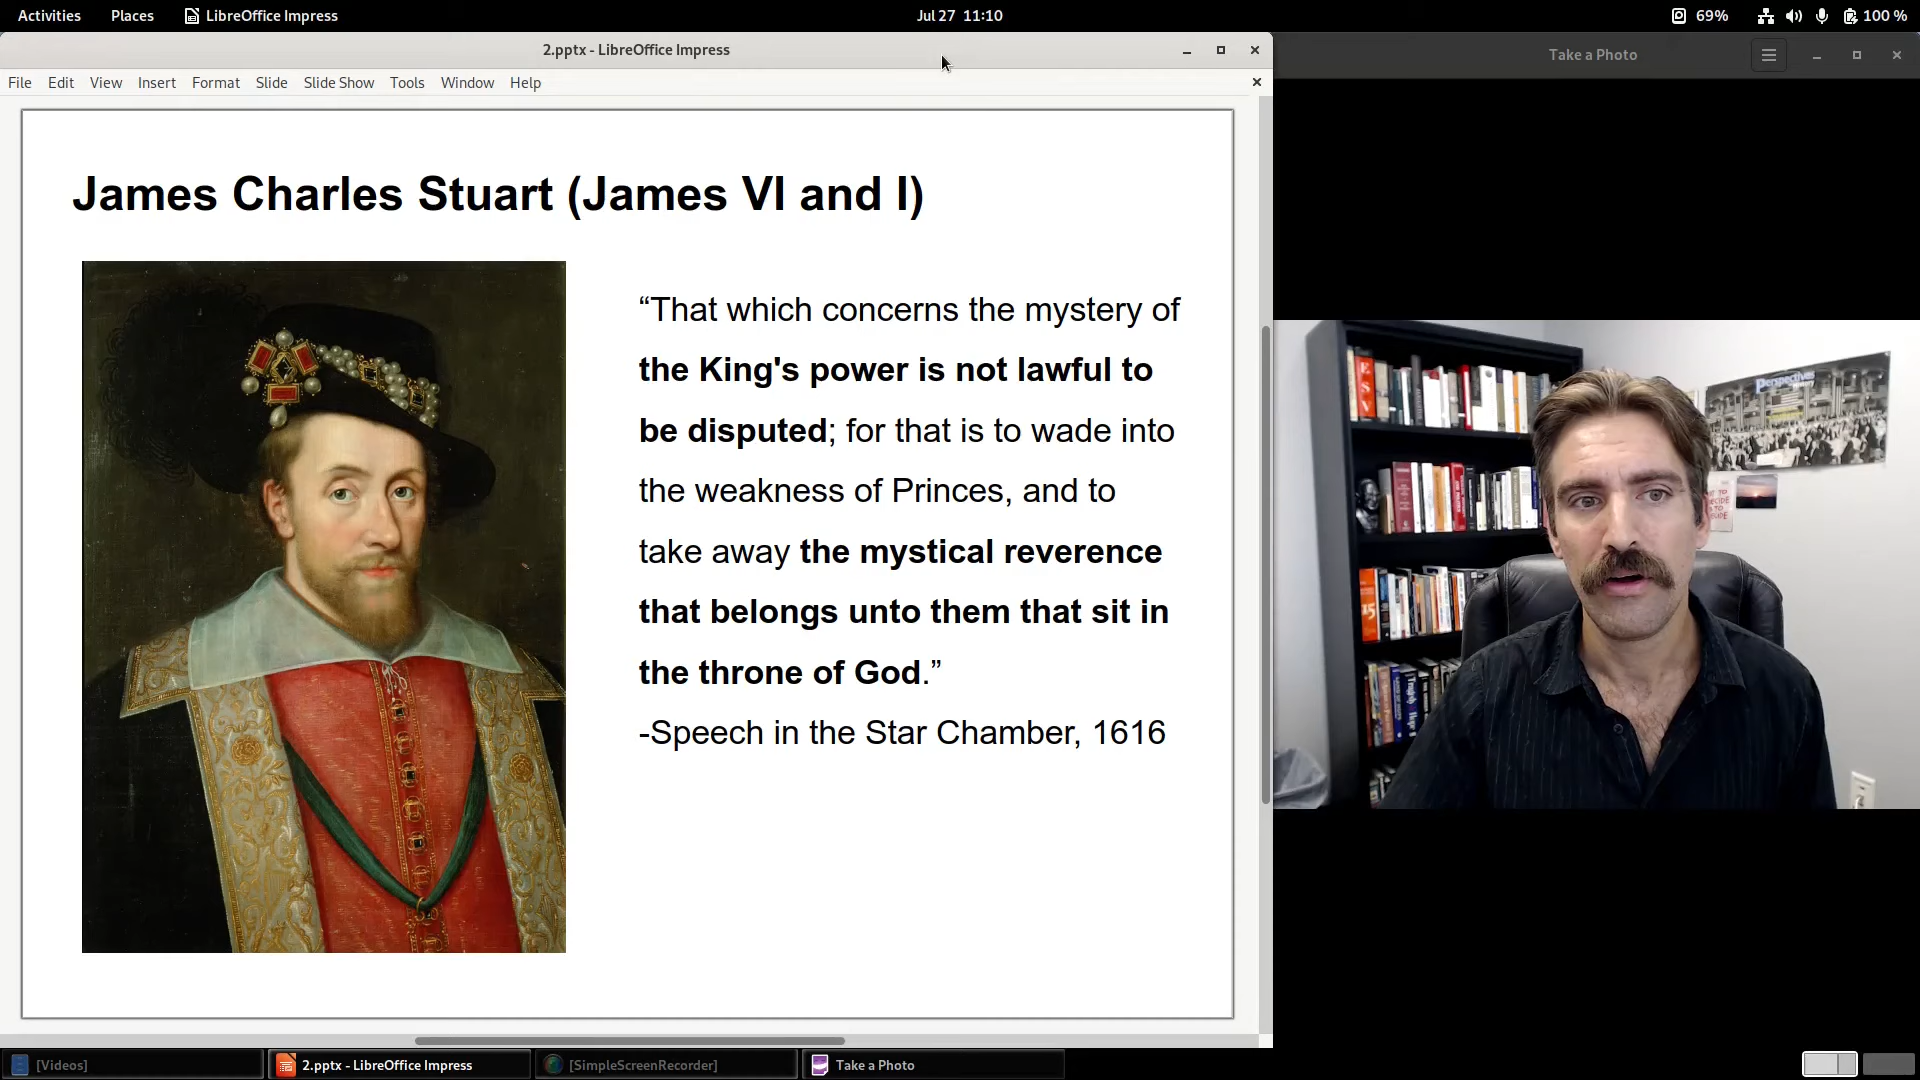 Activities Places LibreOffice Impress Jul 27 11:10 69% 100 %
2.pptx - LibreOffice Impress
Take a Photo
File Edit View Insert Format Slide Slide Show Tools Window Help
James Charles Stuart (James VI and I)
“That which concerns the mystery of
the King's power is not lawful to
be disputed; for that is to wade into
the weakness of Princes, and to
take away the mystical reverence
that belongs unto them that sit in
the throne of God.”
-Speech in the Star Chamber, 1616
ESV
Perspectives
[Videos] 2.pptx - LibreOffice Impress [SimpleScreenRecorder] Take a Photo